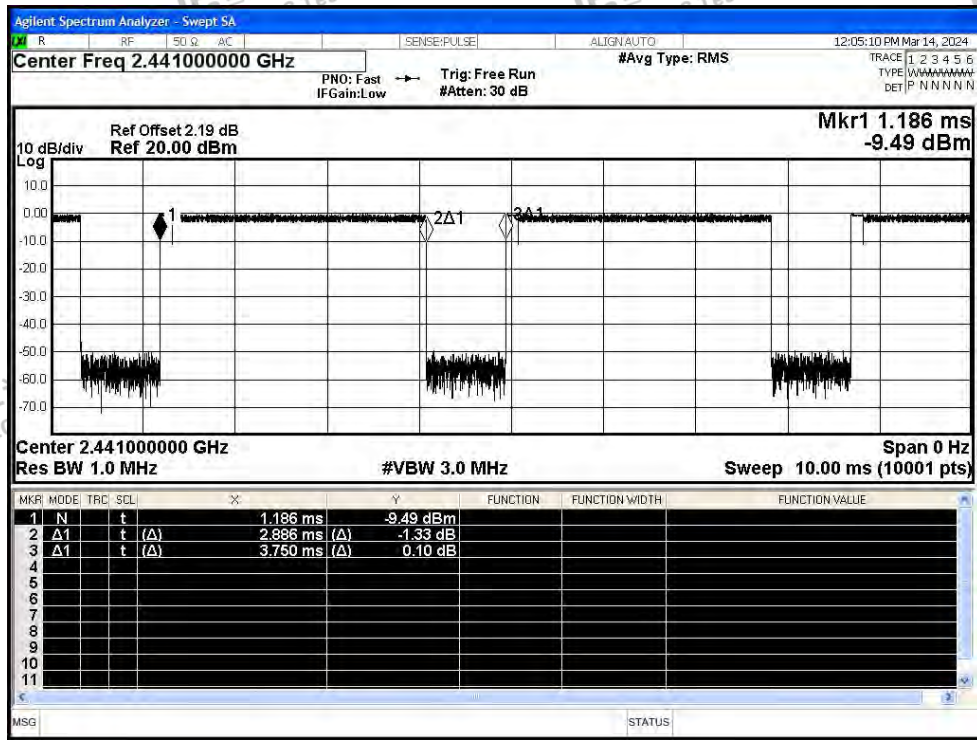 Agilent Spectrum Analyzer - Swept SA
LXI R RF 50 Ω AC SENSE:PULSE ALIGN AUTO 12:05:10 PM Mar 14, 2024
Center Freq 2.441000000 GHz #Avg Type: RMS TRACE 1 2 3 4 5 6
PNO: Fast Trig: Free Run TYPE
IFGain:Low #Atten: 30 dB DET P N N N N N
Mkr1 1.186 ms
Ref Offset 2.19 dB
10 dB/div Ref 20.00 dBm -9.49 dBm
Log
10.0
0.00
1 2Δ1 3Δ1
-10.0
-20.0
-30.0
-40.0
-50.0
-60.0
-70.0
Center 2.441000000 GHz Span 0 Hz
Res BW 1.0 MHz #VBW 3.0 MHz Sweep 10.00 ms (10001 pts)
MKR MODE TRC SCL X Y FUNCTION FUNCTION WIDTH FUNCTION VALUE
1 N t 1.186 ms -9.49 dBm
2 Δ1 t (Δ) 2.886 ms (Δ) -1.33 dB
3 Δ1 t (Δ) 3.750 ms (Δ) 0.10 dB
4
5
6
7
8
9
10
11
MSG STATUS